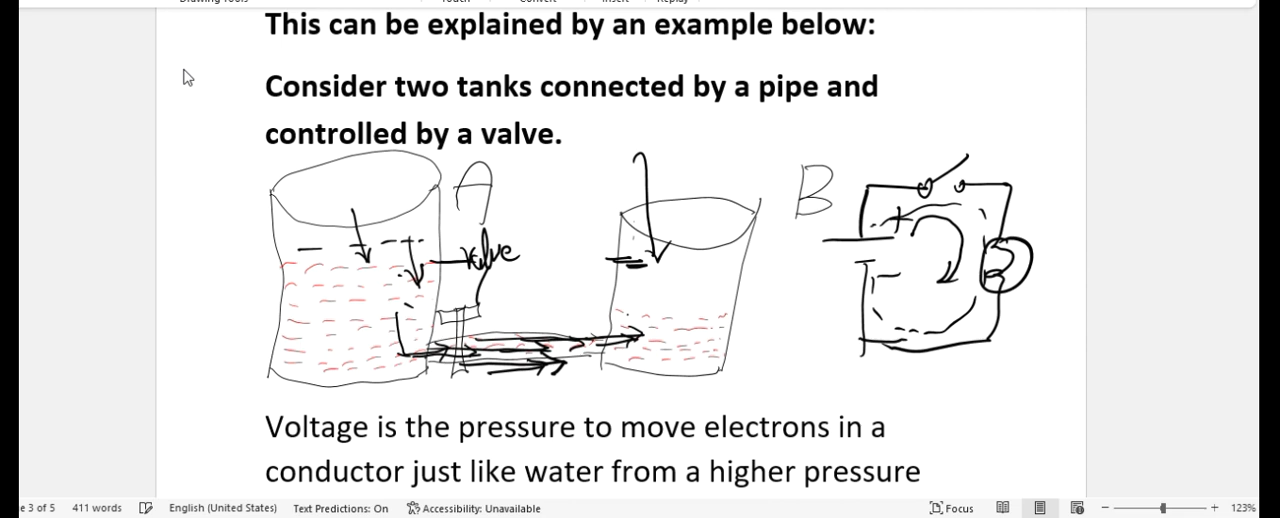 This can be explained by an example below:
Consider two tanks connected by a pipe and
controlled by a valve.
A
B
valve
+
R
Voltage is the pressure to move electrons in a
conductor just like water from a higher pressure
e 3 of 5 411 words English (United States) Text Predictions: On Accessibility: Unavailable Focus 123%